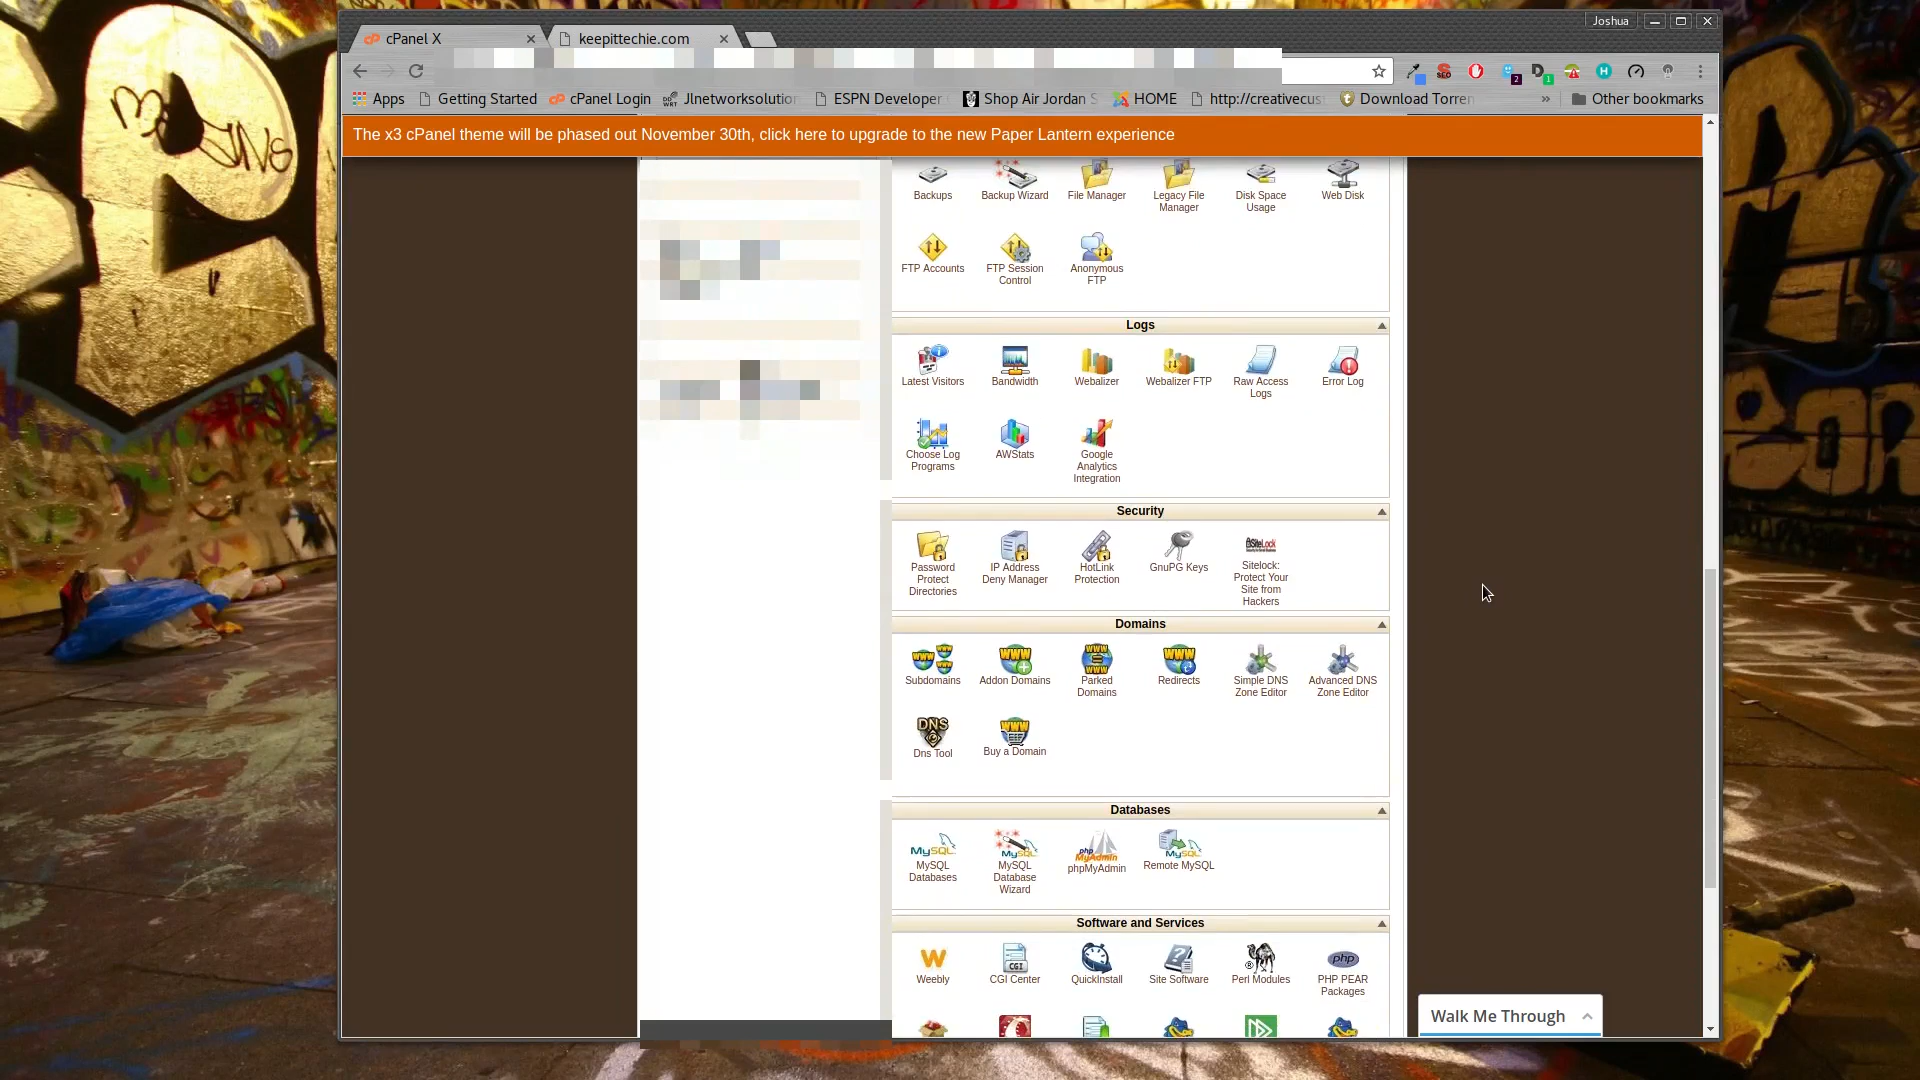 Joshua
cPanel X
keepittechie.com
Apps
Getting Started
cPanel Login
Jlnetworksolutio
ESPN Developer
Shop Air Jordan S
HOME
http://creativecus
Download Torren
»
Other bookmarks
The x3 cPanel theme will be phased out November 30th, click here to upgrade to the new Paper Lantern experience
Backups
Backup Wizard
File Manager
Legacy File
Manager
Disk Space
Usage
Web Disk
FTP Accounts
FTP Session
Control
Anonymous
FTP
Logs
Latest Visitors
Bandwidth
Webalizer
Webalizer FTP
Raw Access
Logs
Error Log
Choose Log
Programs
AWStats
Google
Analytics
Integration
Security
Password
Protect
Directories
IP Address
Deny Manager
HotLink
Protection
GnuPG Keys
SiteLock
Sitelock:
Protect Your
Site from
Hackers
Domains
Subdomains
Addon Domains
Parked
Domains
Redirects
Simple DNS
Zone Editor
Advanced DNS
Zone Editor
DNS
Dns Tool
Buy a Domain
Databases
MySQL
Databases
MySQL
Database
Wizard
phpMyAdmin
Remote MySQL
Software and Services
Weebly
CGI
CGI Center
QuickInstall
Site Software
Perl Modules
php
PHP PEAR
Packages
Walk Me Through